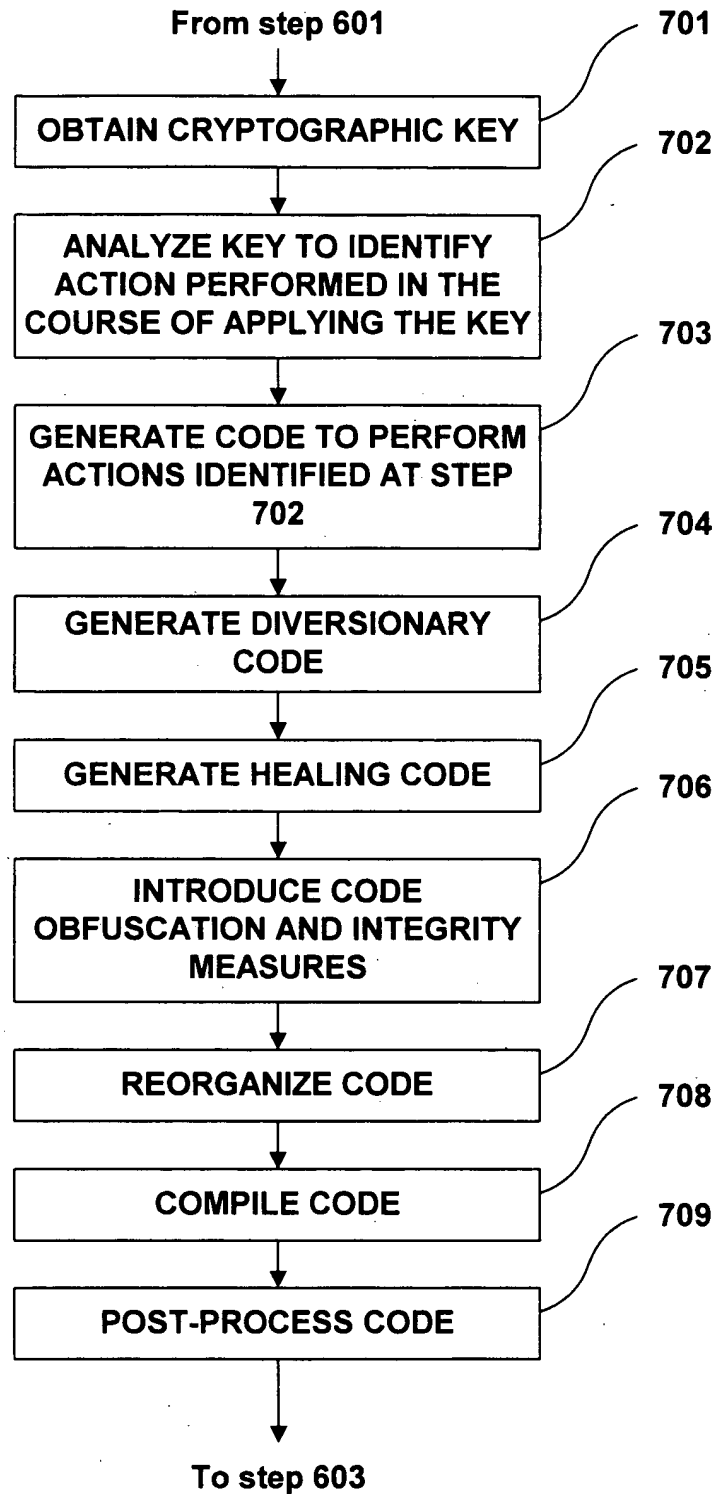 From step 601
701
OBTAIN CRYPTOGRAPHIC KEY
702
ANALYZE KEY TO IDENTIFY
ACTION PERFORMED IN THE
COURSE OF APPLYING THE KEY
703
GENERATE CODE TO PERFORM
ACTIONS IDENTIFIED AT STEP
702
704
GENERATE DIVERSIONARY
CODE
705
GENERATE HEALING CODE
706
INTRODUCE CODE
OBFUSCATION AND INTEGRITY
MEASURES
707
REORGANIZE CODE
708
COMPILE CODE
709
POST-PROCESS CODE
To step 603